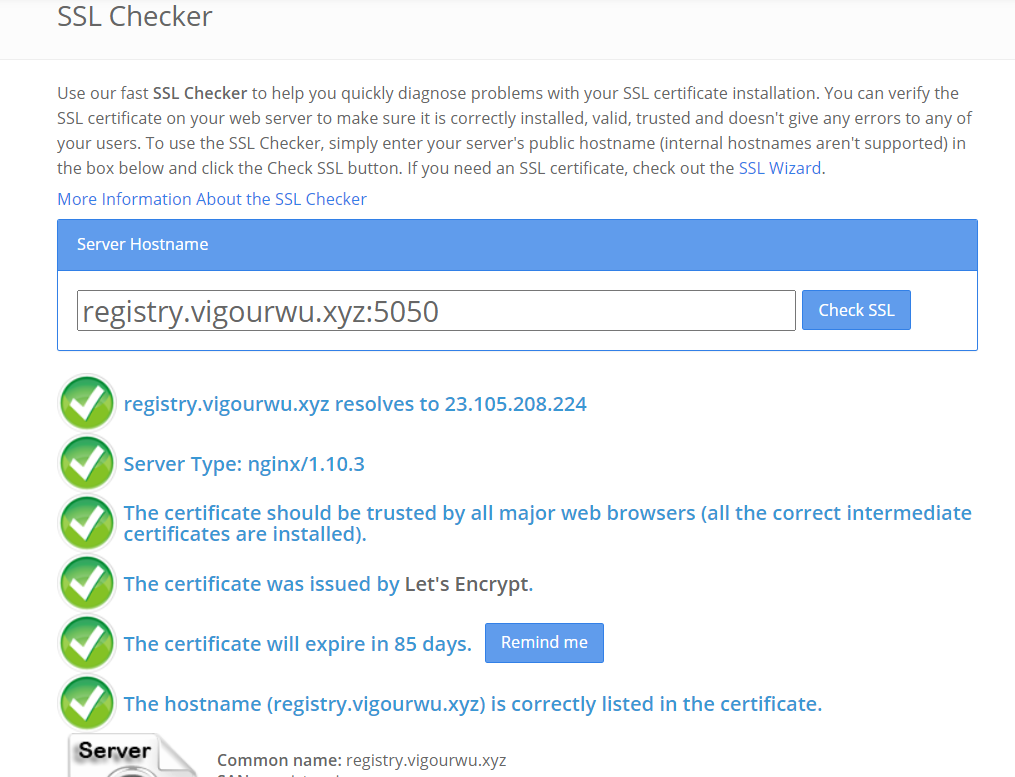 SSL Checker
Use our fast SSL Checker to help you quickly diagnose problems with your SSL certificate installation. You can verify the
SSL certificate on your web server to make sure it is correctly installed, valid, trusted and doesn't give any errors to any of
your users. To use the SSL Checker, simply enter your server's public hostname (internal hostnames aren't supported) in
the box below and click the Check SSL button. If you need an SSL certificate, check out the SSL Wizard.
More Information About the SSL Checker
Server Hostname
registry.vigourwu.xyz:5050 Check SSL
registry.vigourwu.xyz resolves to 23.105.208.224
Server Type: nginx/1.10.3
The certificate should be trusted by all major web browsers (all the correct intermediate
certificates are installed).
The certificate was issued by Let's Encrypt.
The certificate will expire in 85 days. Remind me
The hostname (registry.vigourwu.xyz) is correctly listed in the certificate.
Server
Common name: registry.vigourwu.xyz